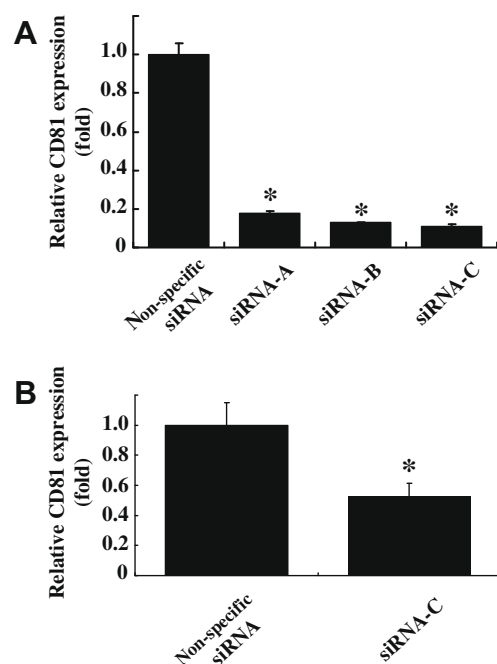 A
Relative CD81 expression
(fold)
1.0
0.8
0.6
0.4
0.2
0
*
*
*
Non-specific
siRNA
siRNA-A
siRNA-B
siRNA-C
B
Relative CD81 expression
(fold)
1.0
0.8
0.6
0.4
0.2
0
*
Non-specific
siRNA
siRNA-C